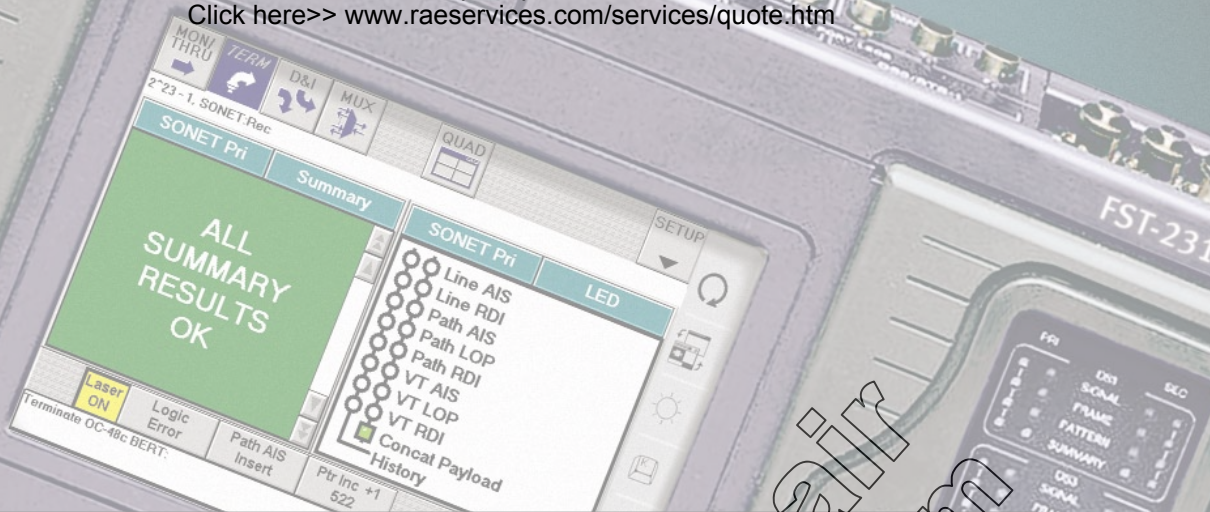 Click here>> www.raeservices.com/services/quote.htm
MON/
THRU
TERM
D&I
MUX
QUAD
SETUP
2^23-1, SONET:Rec
SONET Pri
Summary
ALL
SUMMARY
RESULTS
OK
SONET Pri
LED
Line AIS
Line RDI
Path AIS
Path LOP
Path RDI
VT AIS
VT LOP
VT RDI
Concat Payload
History
Laser
ON
Logic
Error
Path AIS
Insert
Ptr Inc +1
522
Terminate OC-48c BERT:
FST-231
PRI
SEC
DS1
SIGNAL
FRAME
PATTERN
SUMMARY
DS3
SIGNAL
air
m